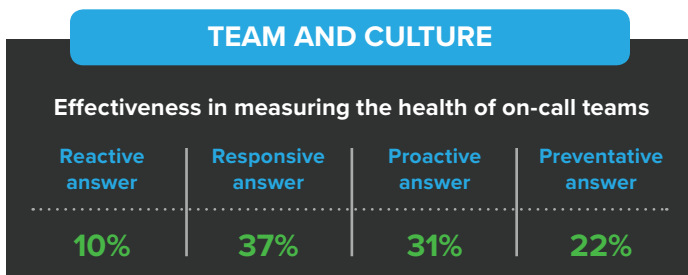 TEAM AND CULTURE
Effectiveness in measuring the health of on-call teams
Reactive answer
Responsive answer
Proactive answer
Preventative answer
10%
37%
31%
22%